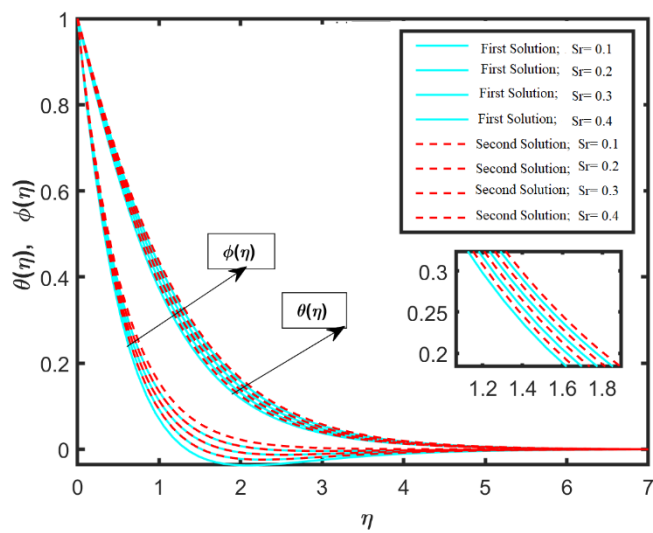 First Solution; Sr= 0.1
First Solution; Sr= 0.2
First Solution; Sr= 0.3
First Solution; Sr= 0.4
Second Solution; Sr= 0.1
Second Solution; Sr= 0.2
Second Solution; Sr= 0.3
Second Solution; Sr= 0.4
θ(η), ϕ(η)
1
0.8
0.6
0.4
0.2
0
ϕ(η)
θ(η)
0.3
0.25
0.2
1.2 1.4 1.6 1.8
0 1 2 3 4 5 6 7
η